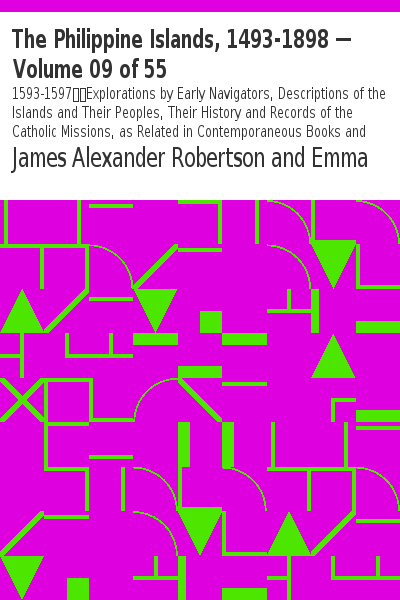 The Philippine Islands, 1493-1898 —
Volume 09 of 55
1593-1597▯▯Explorations by Early Navigators, Descriptions of the
Islands and Their Peoples, Their History and Records of the
Catholic Missions, as Related in Contemporaneous Books and
James Alexander Robertson and Emma